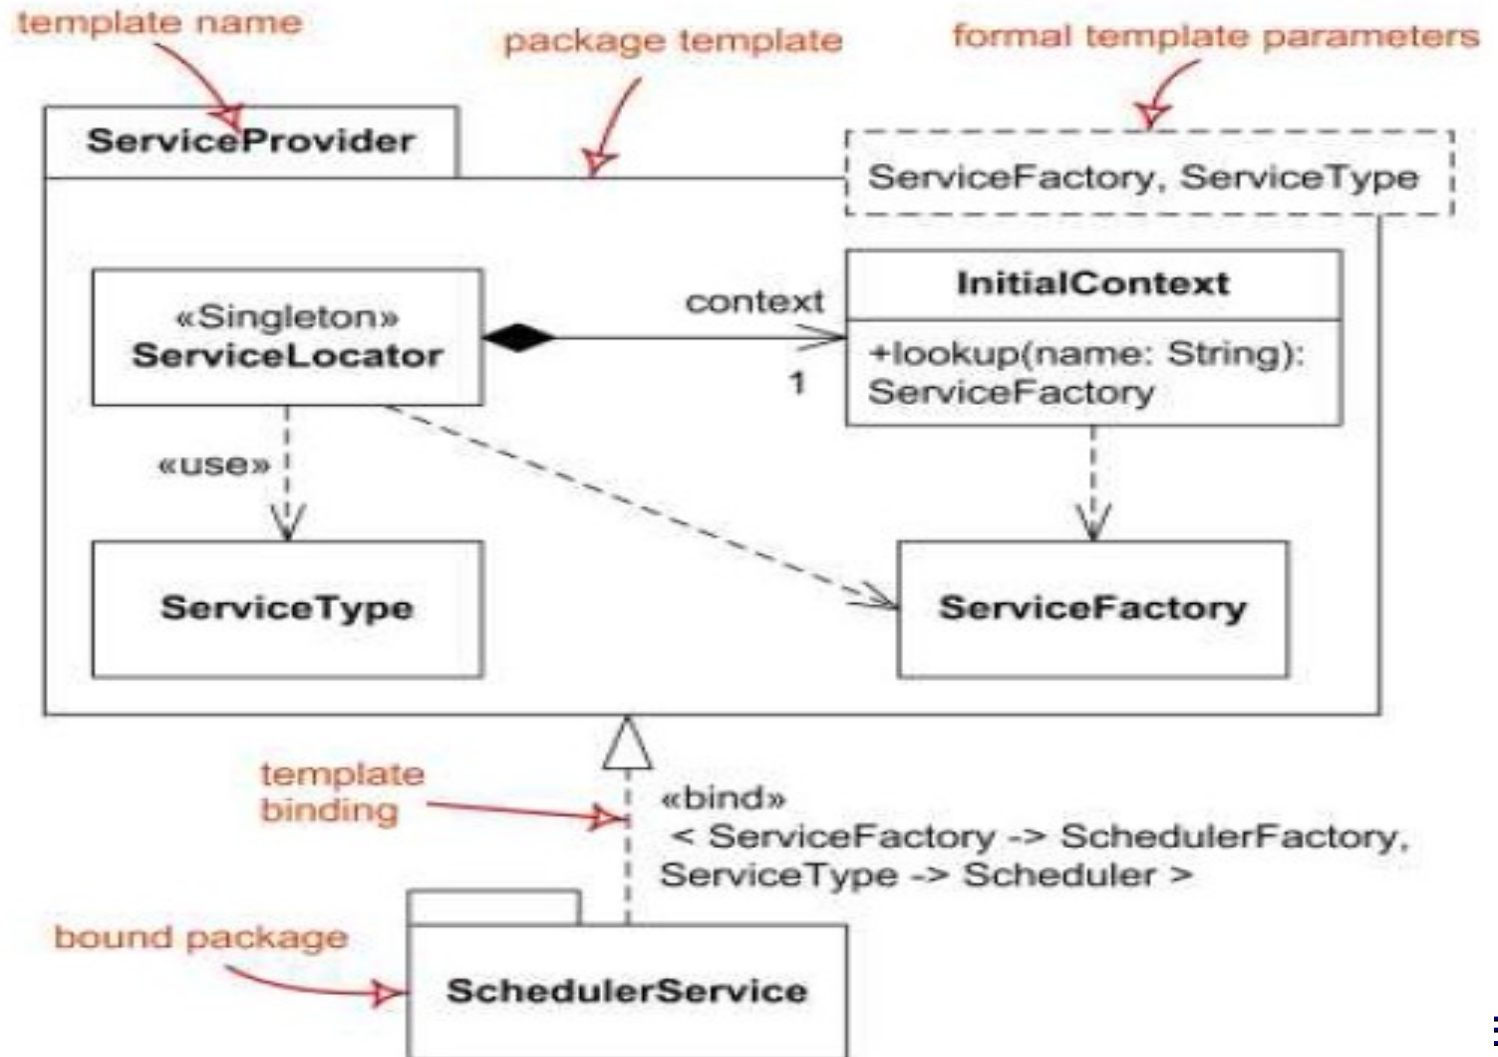 template name
package template
formal template parameters
ServiceProvider
ServiceFactory, ServiceType
«Singleton»
ServiceLocator
context
1
InitialContext
+lookup(name: String):
ServiceFactory
«use»
ServiceType
ServiceFactory
template
binding
«bind»
< ServiceFactory -> SchedulerFactory,
ServiceType -> Scheduler >
bound package
SchedulerService